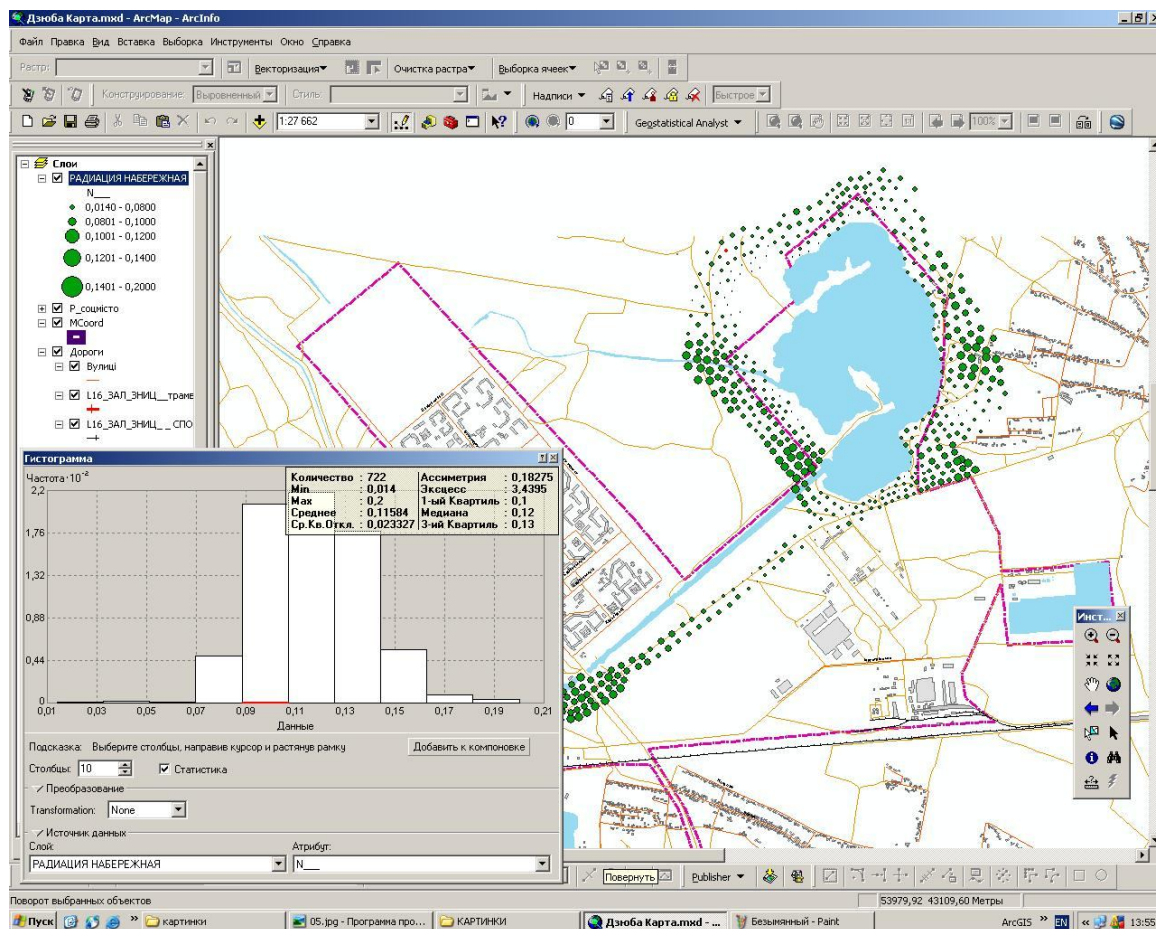 Дзюба Карта.mxd - ArcMap - ArcInfo
Файл Правка Вид Вставка Выборка Инструменты Окно Справка
Растр: Векторизация Очистка растра Выборка ячеек
Конструирование: Выровненный Стиль: Надписи Быстрое
1:27 662 0 Geostatistical Analyst 100%
Слои
РАДИАЦИЯ НАБЕРЕЖНАЯ
N___
0,0140 - 0,0800
0,0801 - 0,1000
0,1001 - 0,1200
0,1201 - 0,1400
0,1401 - 0,2000
Р_соцмісто
MCoord
Дороги
Вулиці
L16_ЗАЛ_ЗНИЦ__трамв
L16_ЗАЛ_ЗНИЦ_ _ СПО
Гистограмма
Частота·10⁻²
Количество : 722 Ассиметрия : 0,18275
Min : 0,014 Эксцесс : 3,4395
Max : 0,2 1-ый Квартиль : 0,1
Среднее : 0,11584 Медиана : 0,12
Ср.Кв.Откл. : 0,023327 3-ий Квартиль : 0,13
2,2
1,76
1,32
0,88
0,44
0
0,01 0,03 0,05 0,07 0,09 0,11 0,13 0,15 0,17 0,19 0,21
Данные
Подсказка: Выберите столбцы, направив курсор и растянув рамку Добавить к компоновке
Столбцы: 10 Статистика
Преобразование
Transformation: None
Источник данных
Слой: Атрибут:
РАДИАЦИЯ НАБЕРЕЖНАЯ N___
Инст...
Повернуть Publisher
Поворот выбранных объектов 53979,92 43109,60 Метры
Пуск картинки 05.jpg - Програма про... КАРТИНКИ Дзюба Карта.mxd - ... Безымянный - Paint ArcGIS EN 13:55